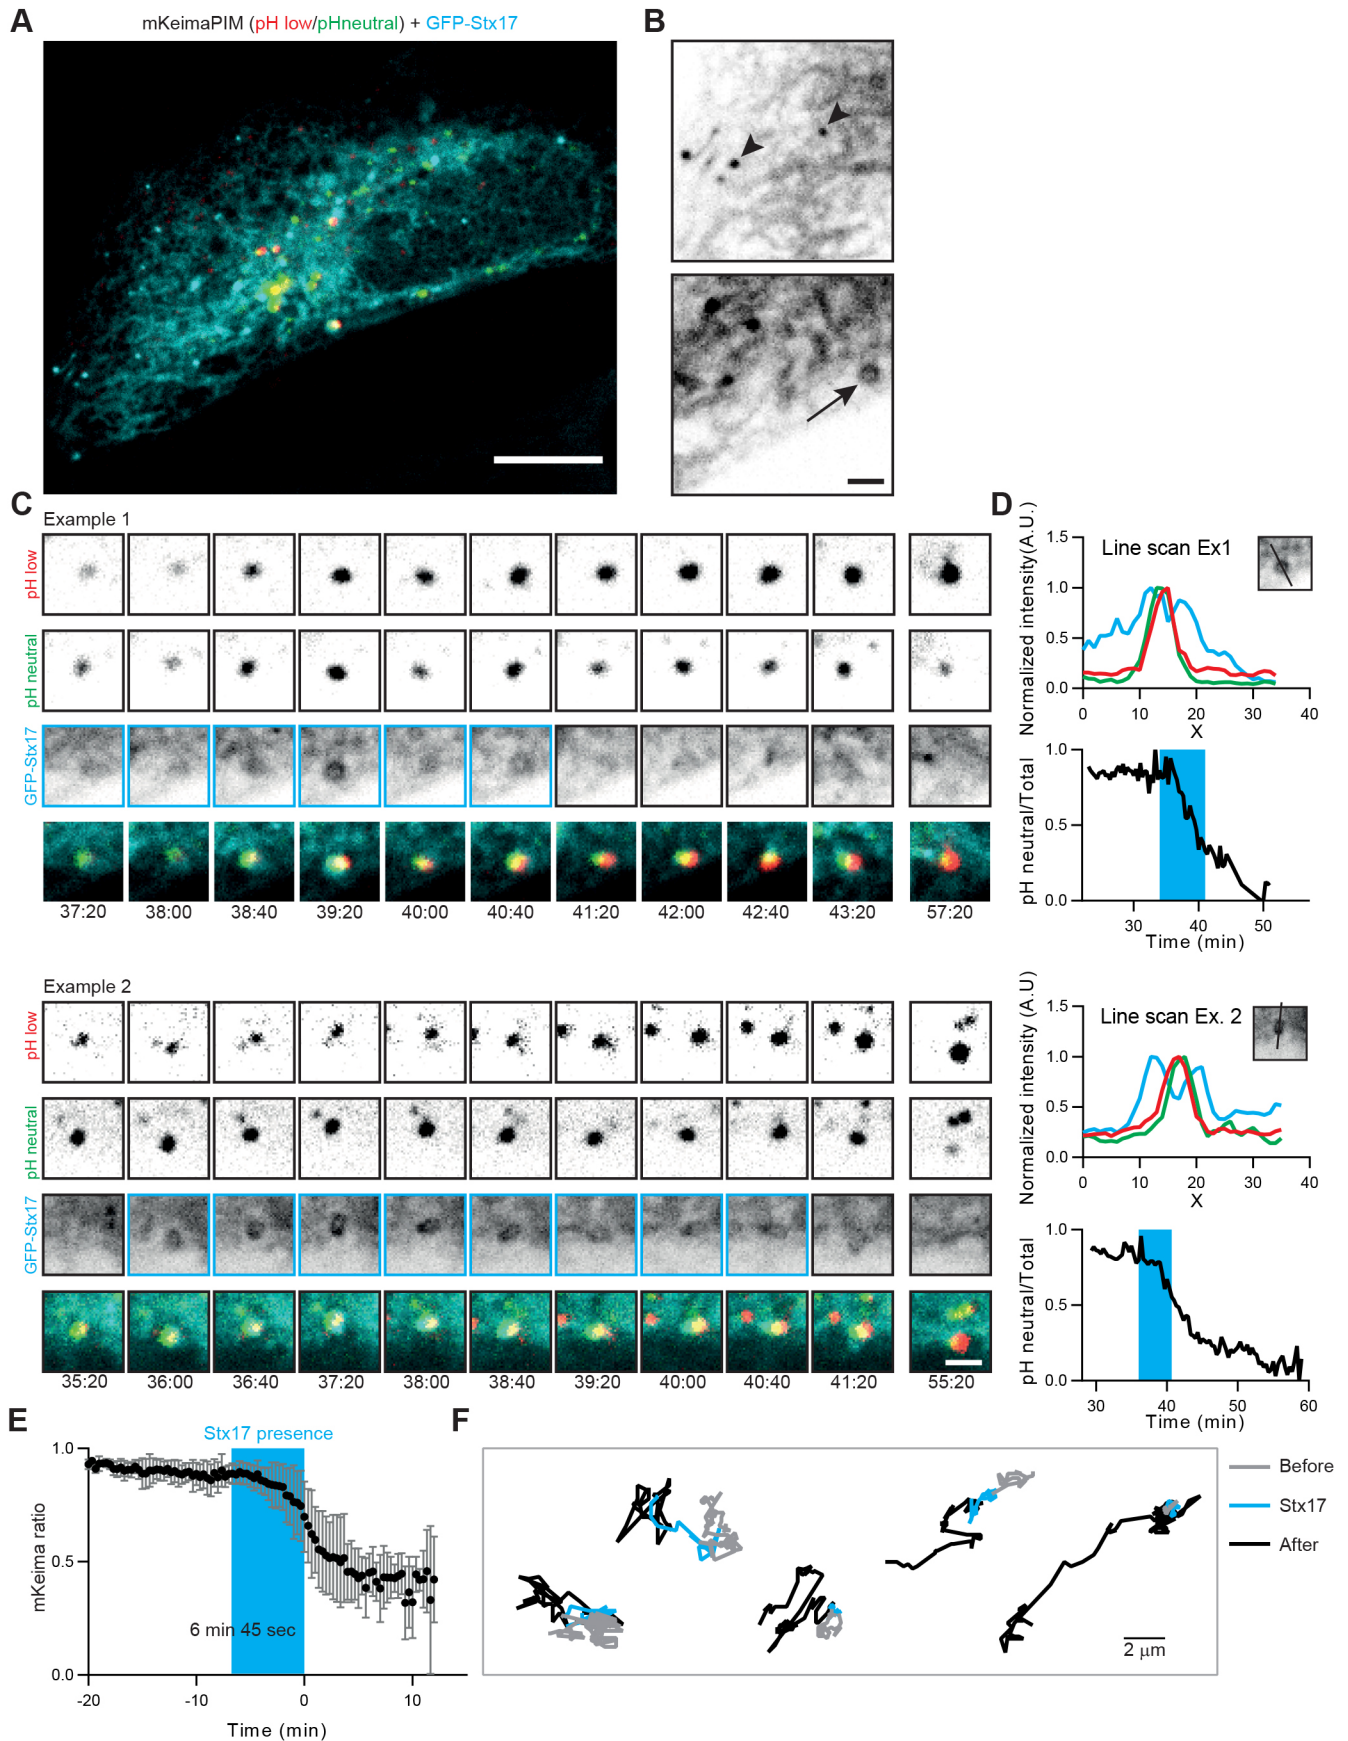 A
mKeimaPIM (pH low/pHneutral) + GFP-Stx17
B
C
Example 1
pH low
pH neutral
GFP-Stx17
37:20 38:00 38:40 39:20 40:00 40:40 41:20 42:00 42:40 43:20 57:20
Example 2
pH low
pH neutral
GFP-Stx17
35:20 36:00 36:40 37:20 38:00 38:40 39:20 40:00 40:40 41:20 55:20
D
Normalized intensity(A.U.)
Line scan Ex1
1.5
1.0
0.5
0.0
0 10 20 30 40
X
pH neutral/Total
1.0
0.5
0.0
30 40 50
Time (min)
Normalized intensity (A.U)
Line scan Ex. 2
1.5
1.0
0.5
0.0
0 10 20 30 40
X
pH neutral/Total
1.0
0.5
0.0
30 40 50 60
Time (min)
E
Stx17 presence
mKeima ratio
1.0
0.5
0.0
6 min 45 sec
-20 -10 0 10
Time (min)
F
Before
Stx17
After
2 µm